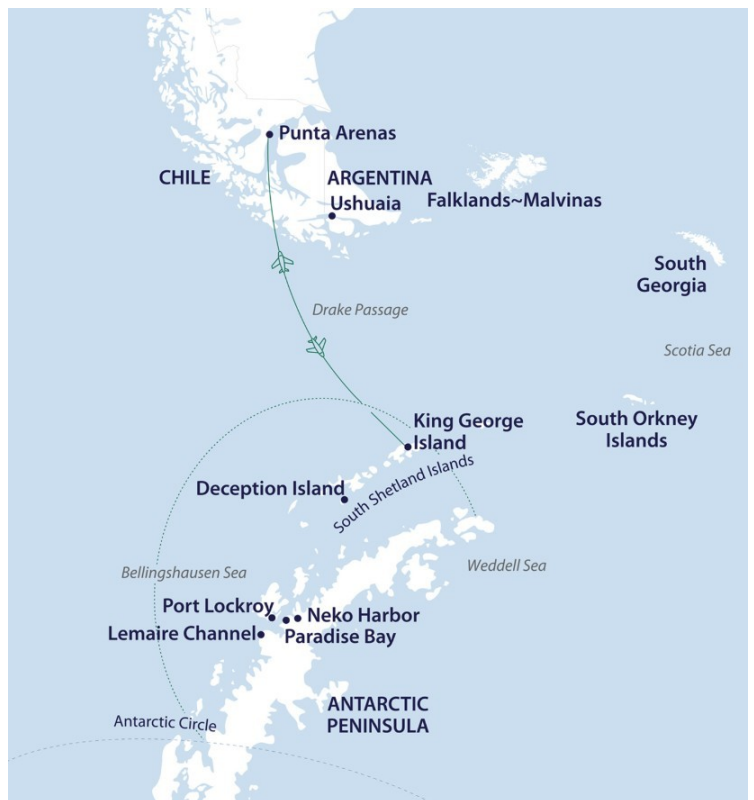 Punta Arenas
CHILE
ARGENTINA
Ushuaia
Falklands~Malvinas
South
Georgia
Drake Passage
Scotia Sea
King George
Island
South Orkney
Islands
Deception Island
South Shetland Islands
Bellingshausen Sea
Weddell Sea
Port Lockroy
Neko Harbor
Lemaire Channel
Paradise Bay
ANTARCTIC
PENINSULA
Antarctic Circle